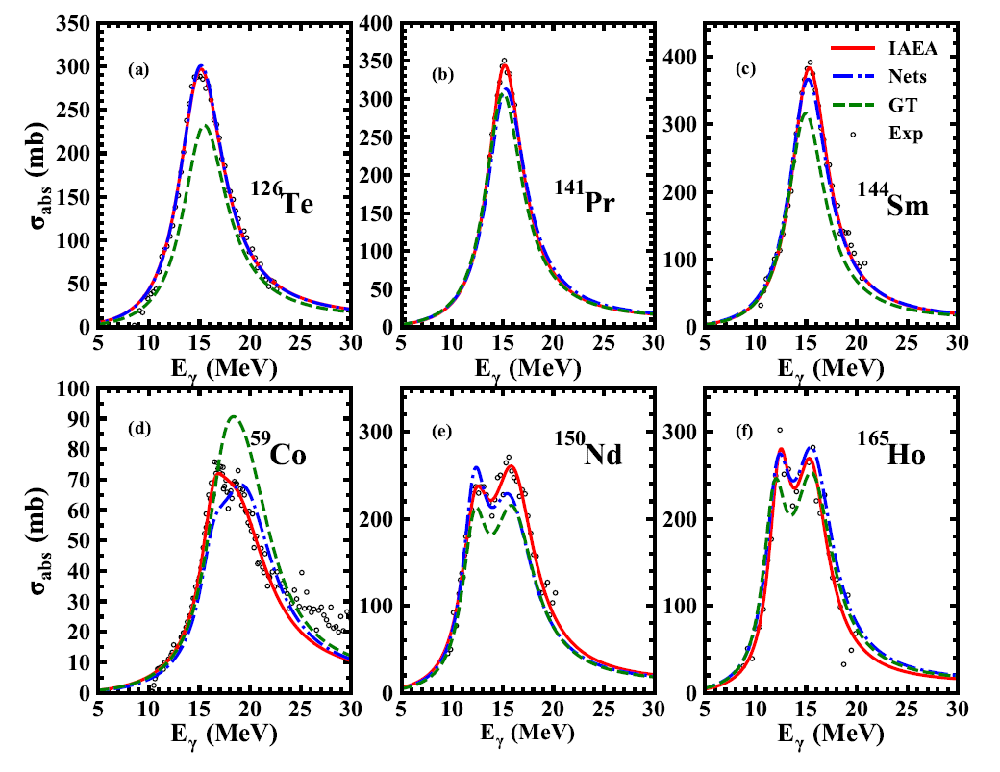 350
300
250
200
150
100
50
0
σabs (mb)
(a)
126Te
5 10 15 20 25 30
Eγ (MeV)
400
350
300
250
200
150
100
50
0
(b)
141Pr
5 10 15 20 25 30
Eγ (MeV)
400
300
200
100
0
(c)
IAEA
Nets
GT
Exp
144Sm
5 10 15 20 25 30
Eγ (MeV)
100
90
80
70
60
50
40
30
20
10
0
σabs (mb)
(d)
59Co
5 10 15 20 25 30
Eγ (MeV)
300
200
100
0
(e)
150Nd
5 10 15 20 25 30
Eγ (MeV)
300
200
100
0
(f)
165Ho
5 10 15 20 25 30
Eγ (MeV)